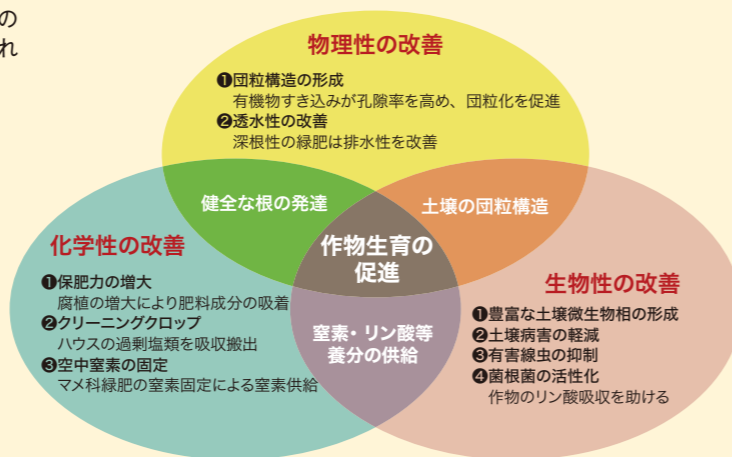 の
れ
物理性の改善
❶団粒構造の形成
有機物すき込みが孔隙率を高め、団粒化を促進
❷透水性の改善
深根性の緑肥は排水性を改善
健全な根の発達
土壌の団粒構造
作物生育の
促進
化学性の改善
❶保肥力の増大
腐植の増大により肥料成分の吸着
❷クリーニングクロップ
ハウスの過剰塩類を吸収搬出
❸空中窒素の固定
マメ科緑肥の窒素固定による窒素供給
窒素・リン酸等
養分の供給
生物性の改善
❶豊富な土壌微生物相の形成
❷土壌病害の軽減
❸有害線虫の抑制
❹菌根菌の活性化
作物のリン酸吸収を助ける